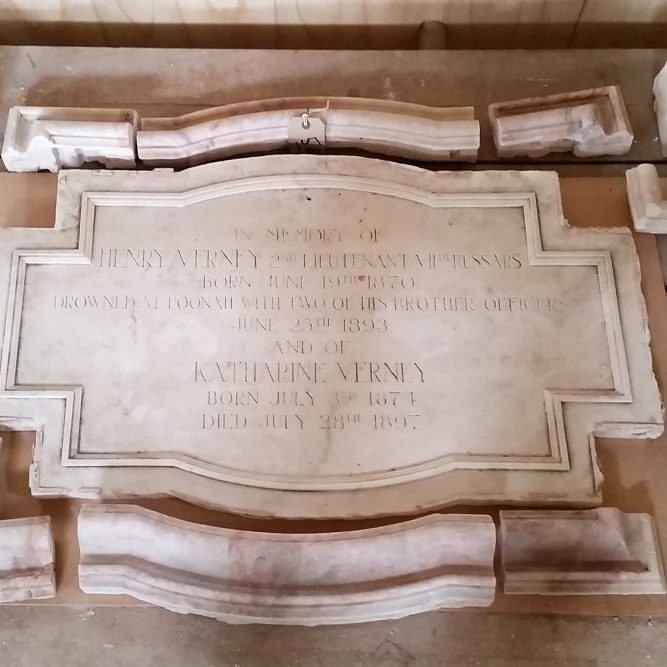 IN MEMORY OF
HENRY VERNEY 2ND LIEUTENANT VIITH HUSSARS
BORN JUNE 19TH 1870
DROWNED AT POONAH WITH TWO OF HIS BROTHER OFFICERS
JUNE 25TH 1893
AND OF
KATHARINE VERNEY
BORN JULY 3RD 1874
DIED JULY 28TH 1897